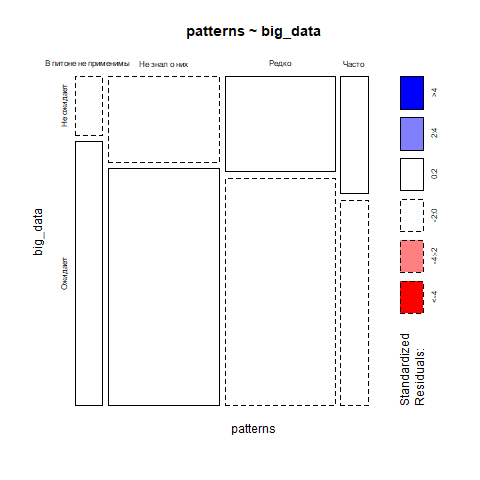 patterns ~ big_data
В питоне не применимы
Не знал о них
Редко
Часто
Не ожидает
Ожидает
big_data
patterns
>4
2:4
0:2
-2:0
-4:-2
<-4
Standardized
Residuals: